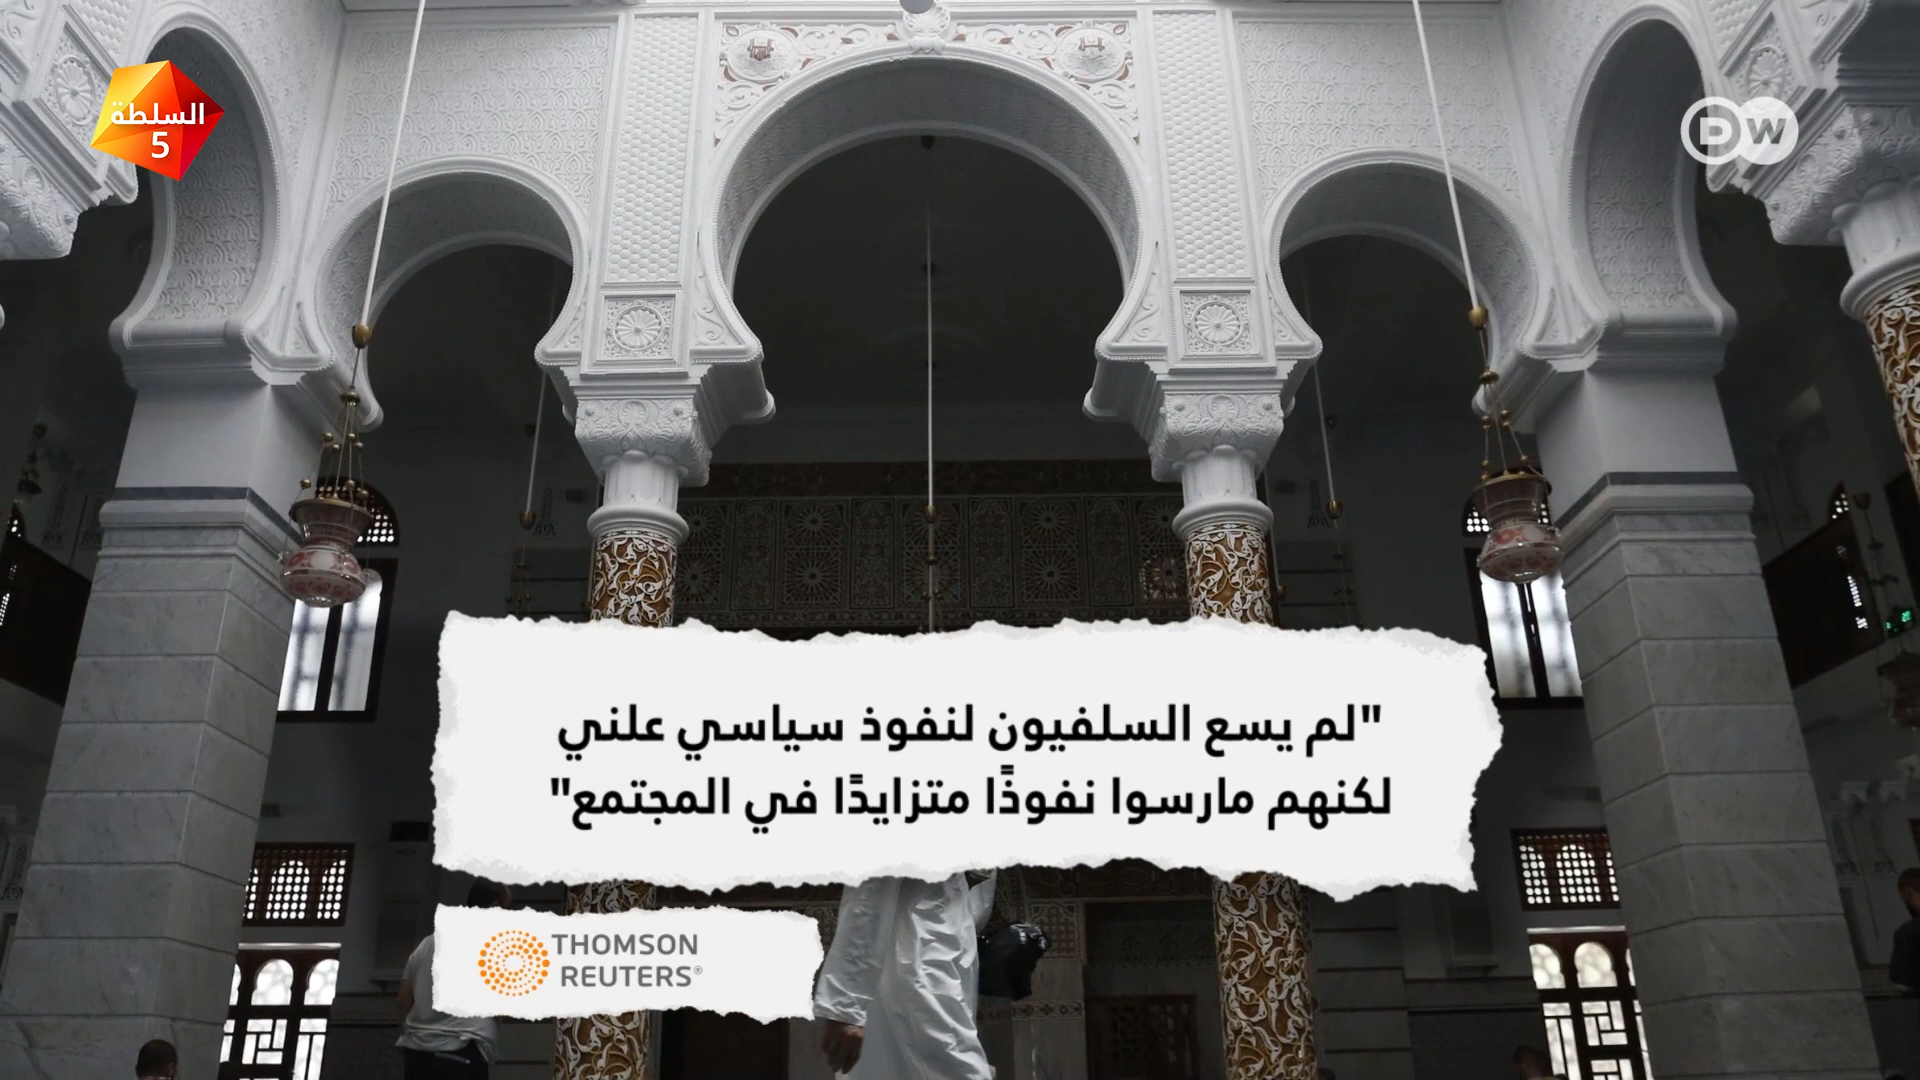 السلطة
5
DW
"لم يسع السلفيون لنفوذ سياسي علني
لكنهم مارسوا نفوذًا متزايدًا في المجتمع"
THOMSON
REUTERS®